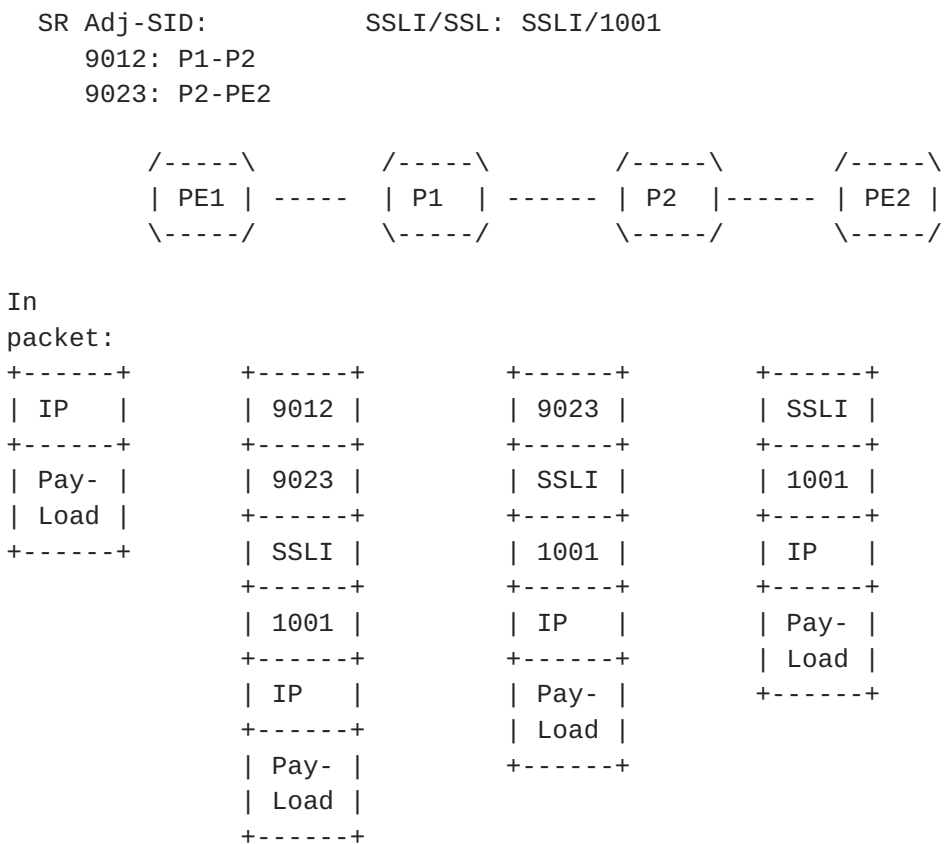 SR Adj-SID:          SSLI/SSL: SSLI/1001
     9012: P1-P2
     9023: P2-PE2

         /-----\        /-----\        /-----\       /-----\
         | PE1 | -----  | P1  | ------ | P2  |------ | PE2 |
         \-----/        \-----/        \-----/       \-----/

In
packet:
+------+       +------+         +------+        +------+
| IP   |       | 9012 |         | 9023 |        | SSLI |
+------+       +------+         +------+        +------+
| Pay- |       | 9023 |         | SSLI |        | 1001 |
| Load |       +------+         +------+        +------+
+------+       | SSLI |         | 1001 |        | IP   |
               +------+         +------+        +------+
               | 1001 |         | IP   |        | Pay- |
               +------+         +------+        | Load |
               | IP   |         | Pay- |        +------+
               +------+         | Load |
               | Pay- |         +------+
               | Load |
               +------+